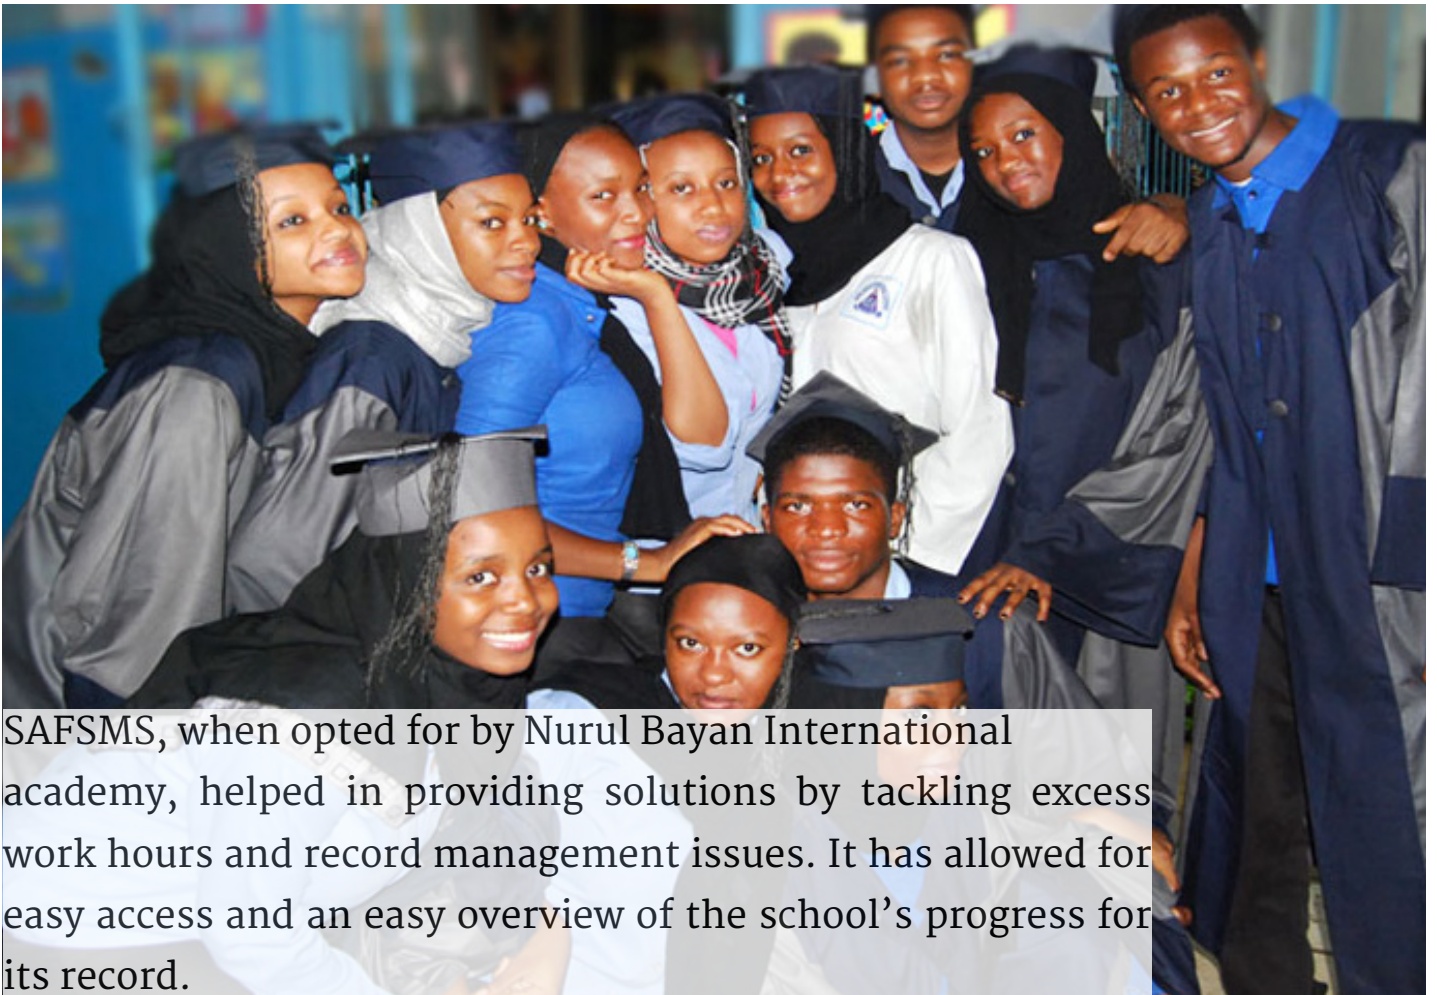 SAFSMS, when opted for by Nurul Bayan International
academy, helped in providing solutions by tackling excess
work hours and record management issues. It has allowed for
easy access and an easy overview of the school’s progress for
its record.